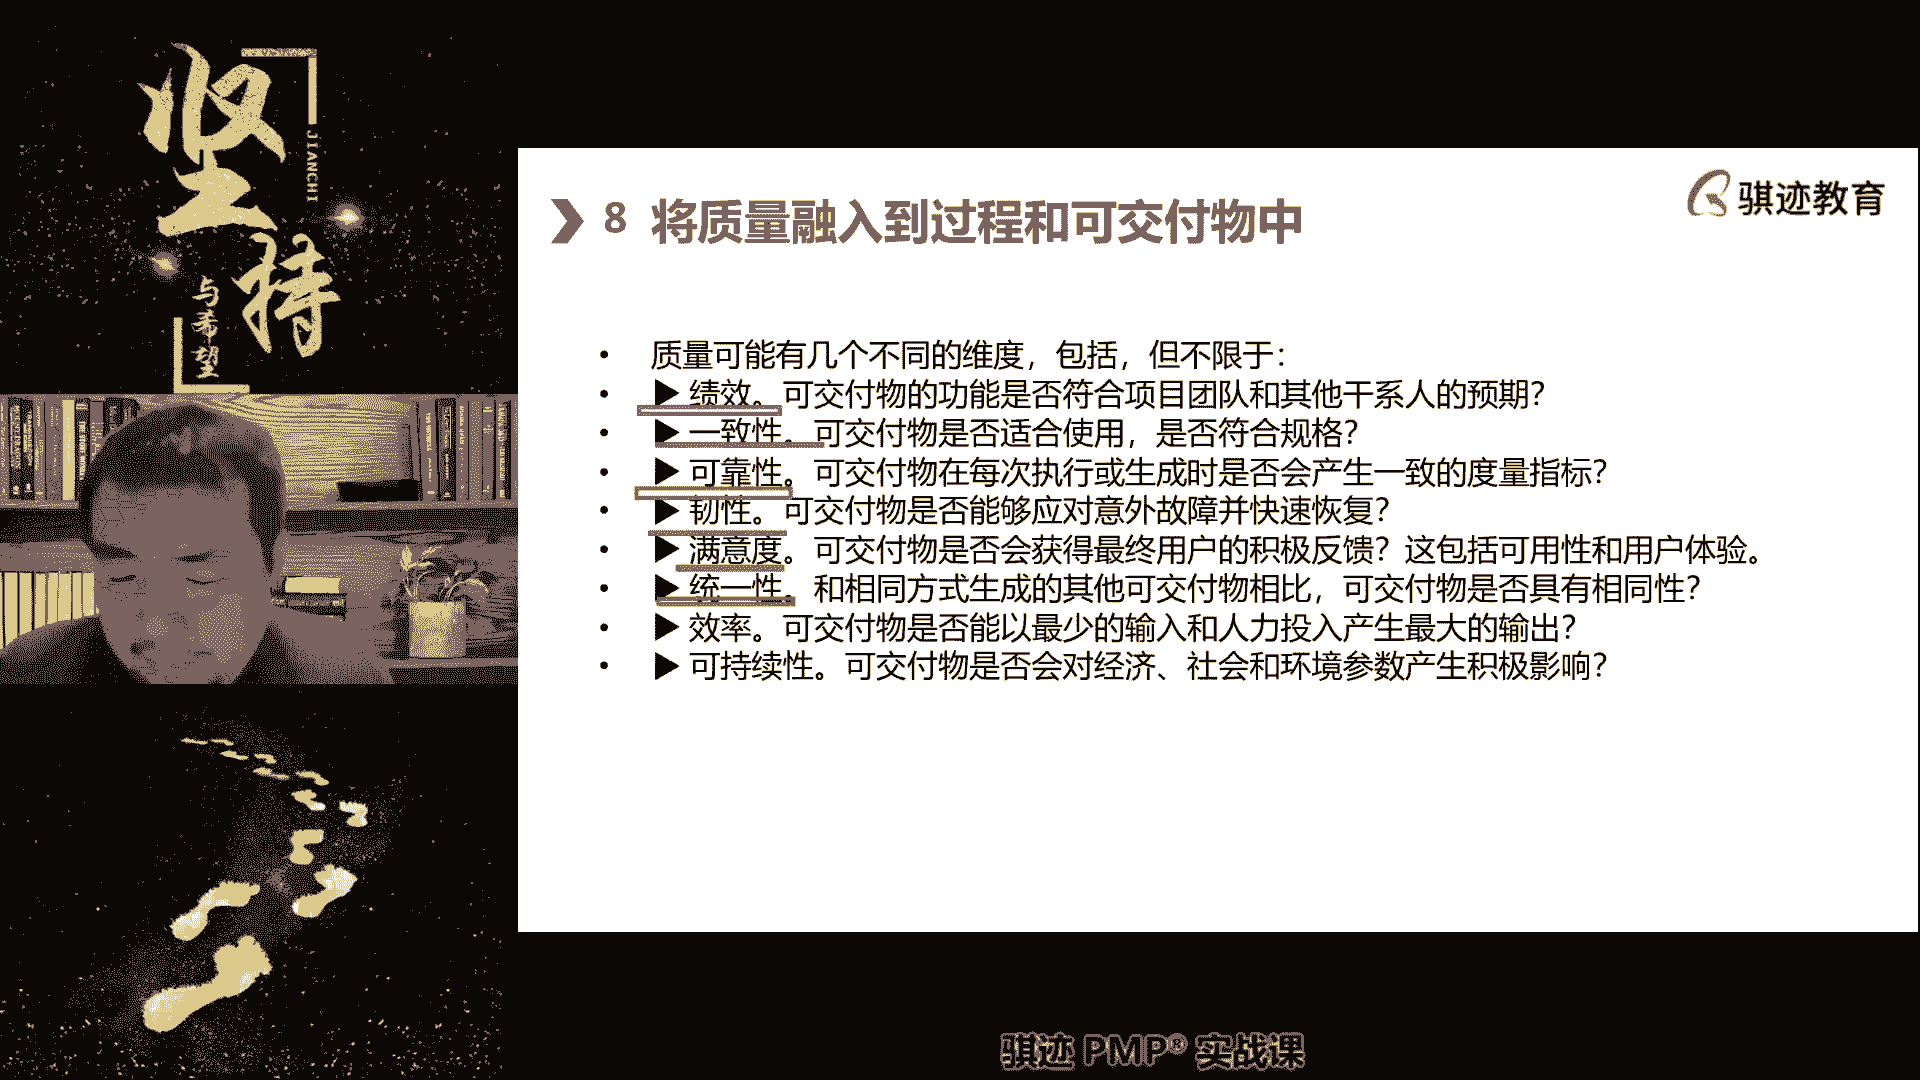 坚持
JIANCHI
与希望
骐迹教育
8 将质量融入到过程和可交付物中
• 质量可能有几个不同的维度，包括，但不限于：
• ▶ 绩效。可交付物的功能是否符合项目团队和其他干系人的预期？
• ▶ 一致性。可交付物是否适合使用，是否符合规格？
• ▶ 可靠性。可交付物在每次执行或生成时是否会产生一致的度量指标？
• ▶ 韧性。可交付物是否能够应对意外故障并快速恢复？
• ▶ 满意度。可交付物是否会获得最终用户的积极反馈？这包括可用性和用户体验。
• ▶ 统一性。和相同方式生成的其他可交付物相比，可交付物是否具有相同性？
• ▶ 效率。可交付物是否能以最少的输入和人力投入产生最大的输出？
• ▶ 可持续性。可交付物是否会对经济、社会和环境参数产生积极影响？
骐迹 PMP® 实战课